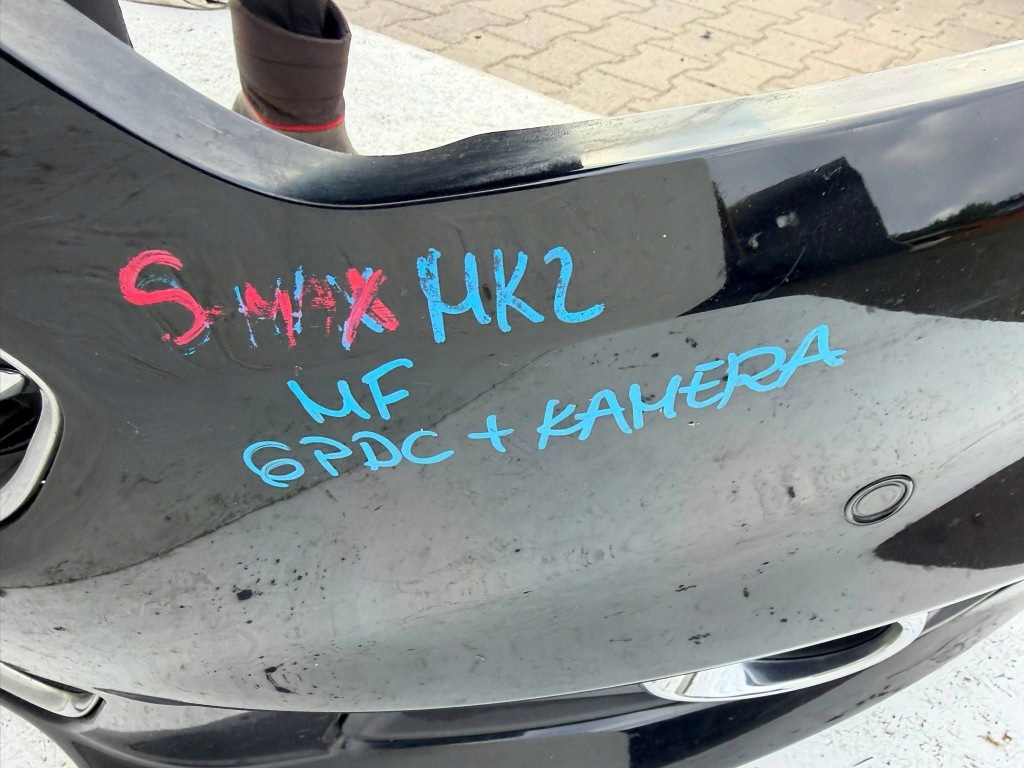 S-MAX MK2
MF
6PDC + KAMERA